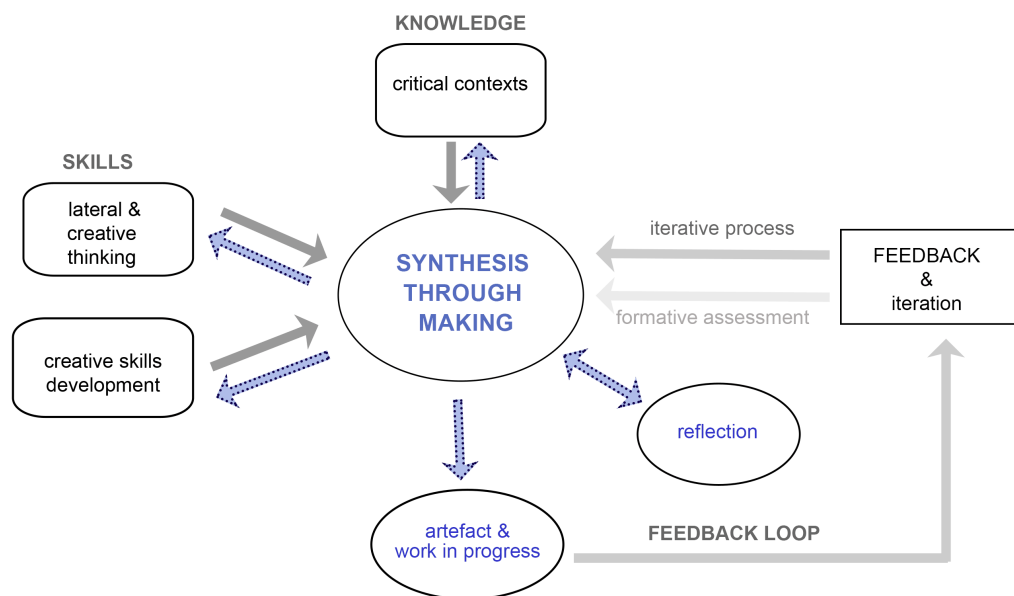 KNOWLEDGE
critical contexts
SKILLS
lateral &
creative
thinking
creative skills
development
SYNTHESIS
THROUGH
MAKING
iterative process
formative assessment
FEEDBACK
&
iteration
reflection
artefact &
work in progress
FEEDBACK LOOP